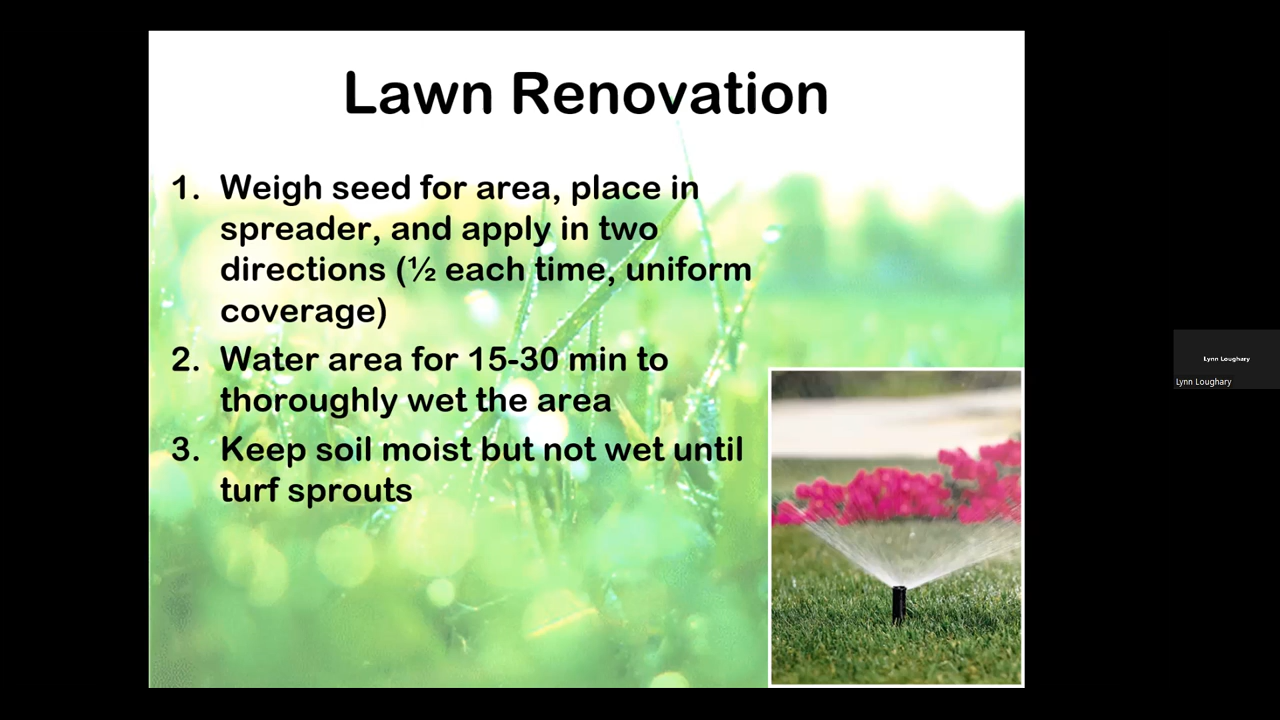 Lawn Renovation
1. Weigh seed for area, place in
spreader, and apply in two
directions (½ each time, uniform
coverage)
2. Water area for 15-30 min to
thoroughly wet the area
3. Keep soil moist but not wet until
turf sprouts
Lynn Loughary
Lynn Loughary